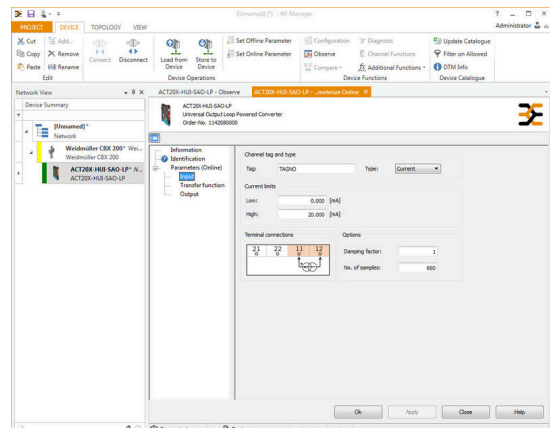 [Unnamed] (*) - WI-Manager
PROJECT DEVICE TOPOLOGY VIEW Administrator
Cut Add... Set Offline Parameter Configuration Diagnosis Update Catalogue
Copy Remove Set Online Parameter Observe Channel Functions Filter on Allowed
Paste Rename Connect Disconnect Load from Device Store to Device Compare Additional Functions DTM Info
Edit Device Operations Device Functions Device Catalogue
Network View ACT20X-HUI-SAO-LP - Observe ACT20X-HUI-SAO-LP - ...metrize Online
Device Summary
[Unnamed]*
Network
Weidmüller CBX 200* Wei...
Weidmüller CBX 200
ACT20X-HUI-SAO-LP* N...
ACT20X-HUI-SAO-LP
ACT20X-HUI-SAO-LP
Universal Output Loop Powered Converter
Order-No. 1142080000
Information
Identification
Parameters (Online)
Input
Transfer function
Output
Channel tag and type
Tag: TAGNO Type: Current
Current limits
Low: 0.000 [mA]
High: 20.000 [mA]
Terminal connections Options
21 22 11 12
Damping factor: 1
No. of samples: 660
Ok Apply Close Help